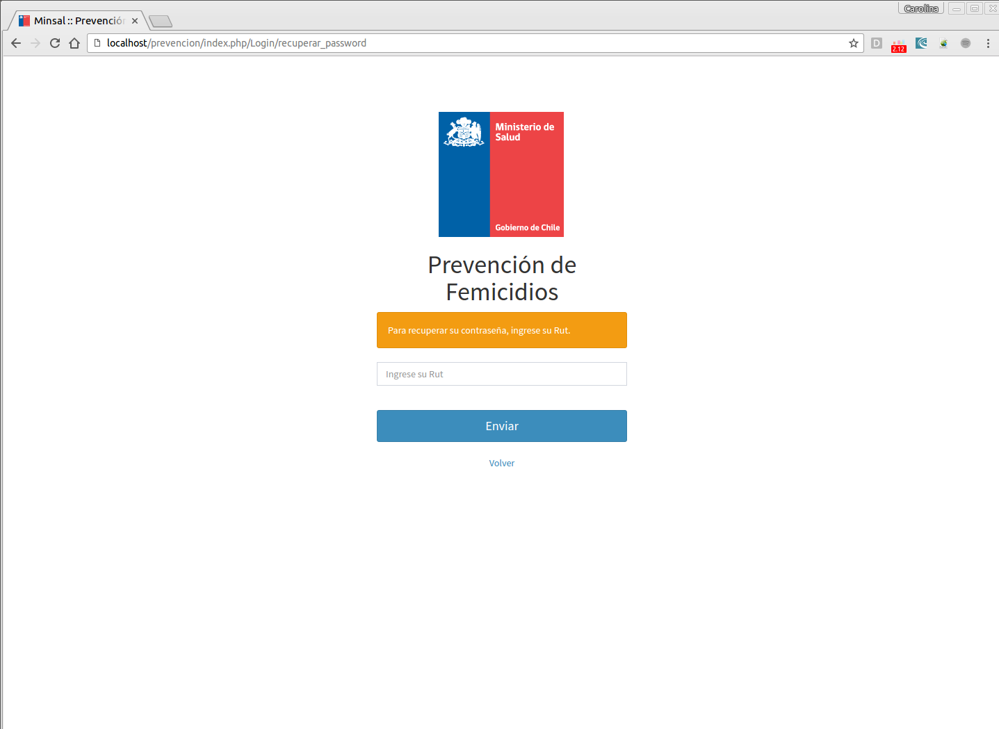 Carolina
Minsal :: Prevención
localhost/prevencion/index.php/Login/recuperar_password
D
2.12
Ministerio de
Salud
Gobierno de Chile
Prevención de
Femicidios
Para recuperar su contraseña, ingrese su Rut.
Ingrese su Rut
Enviar
Volver